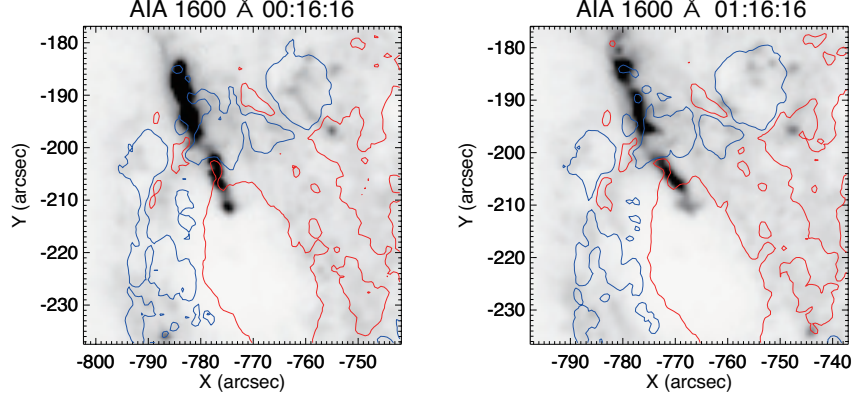 AIA 1600 Å 00:16:16
-180
-190
-200
-210
-220
-230
Y (arcsec)
-800 -790 -780 -770 -760 -750
X (arcsec)
AIA 1600 Å 01:16:16
-180
-190
-200
-210
-220
-230
Y (arcsec)
-790 -780 -770 -760 -750 -740
X (arcsec)